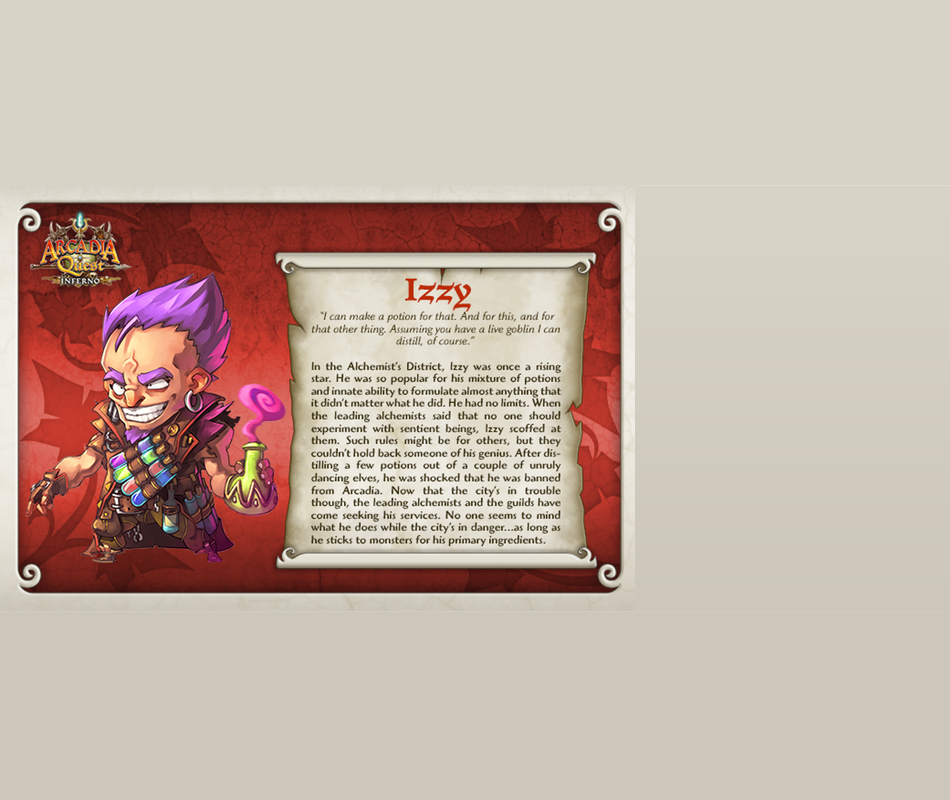 ARCADIA
Quest
INFERNO
Izzy
"I can make a potion for that. And for this, and for
that other thing. Assuming you have a live goblin I can
distill, of course."
In the Alchemist's District, Izzy was once a rising
star. He was so popular for his mixture of potions
and innate ability to formulate almost anything that
it didn't matter what he did. He had no limits. When
the leading alchemists said that no one should
experiment with sentient beings, Izzy scoffed at
them. Such rules might be for others, but they
couldn't hold back someone of his genius. After dis-
tilling a few potions out of a couple of unruly
dancing elves, he was shocked that he was banned
from Arcadia. Now that the city's in trouble
though, the leading alchemists and the guilds have
come seeking his services. No one seems to mind
what he does while the city's in danger...as long as
he sticks to monsters for his primary ingredients.